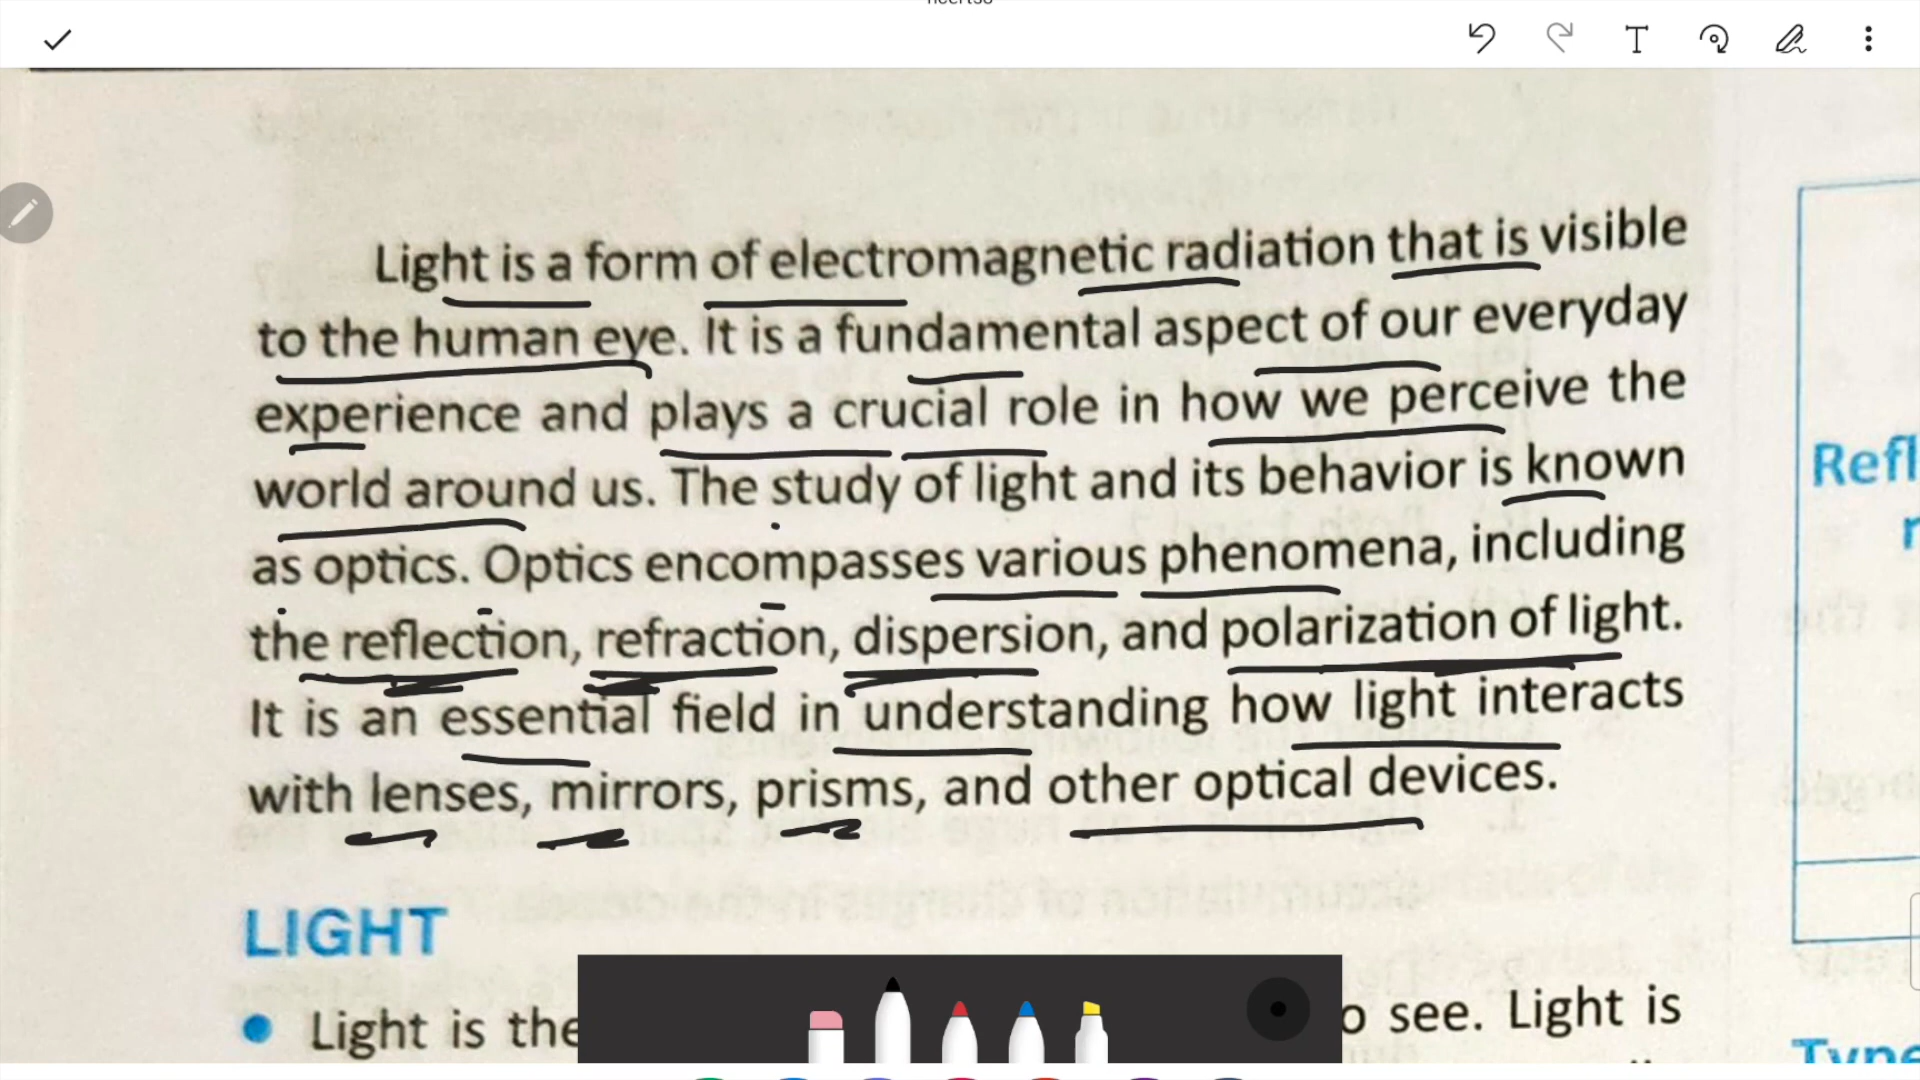 Light is a form of electromagnetic radiation that is visible
to the human eye. It is a fundamental aspect of our everyday
experience and plays a crucial role in how we perceive the
world around us. The study of light and its behavior is known
as optics. Optics encompasses various phenomena, including
the reflection, refraction, dispersion, and polarization of light.
It is an essential field in understanding how light interacts
with lenses, mirrors, prisms, and other optical devices.
LIGHT
• Light is the
o see. Light is
Refl
r
Type